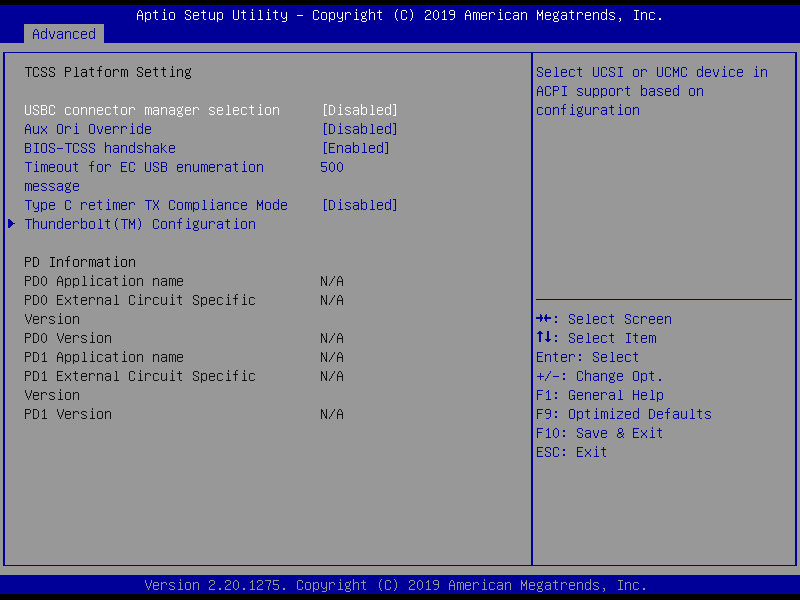 Aptio Setup Utility – Copyright (C) 2019 American Megatrends, Inc.
Advanced
TCSS Platform Setting
USBC connector manager selection [Disabled]
Aux Ori Override [Disabled]
BIOS-TCSS handshake [Enabled]
Timeout for EC USB enumeration 500
message
Type C retimer TX Compliance Mode [Disabled]
Thunderbolt(TM) Configuration
PD Information
PD0 Application name N/A
PD0 External Circuit Specific N/A
Version
PD0 Version N/A
PD1 Application name N/A
PD1 External Circuit Specific N/A
Version
PD1 Version N/A
Select UCSI or UCMC device in
ACPI support based on
configuration
→←: Select Screen
↑↓: Select Item
Enter: Select
+/-: Change Opt.
F1: General Help
F9: Optimized Defaults
F10: Save & Exit
ESC: Exit
Version 2.20.1275. Copyright (C) 2019 American Megatrends, Inc.